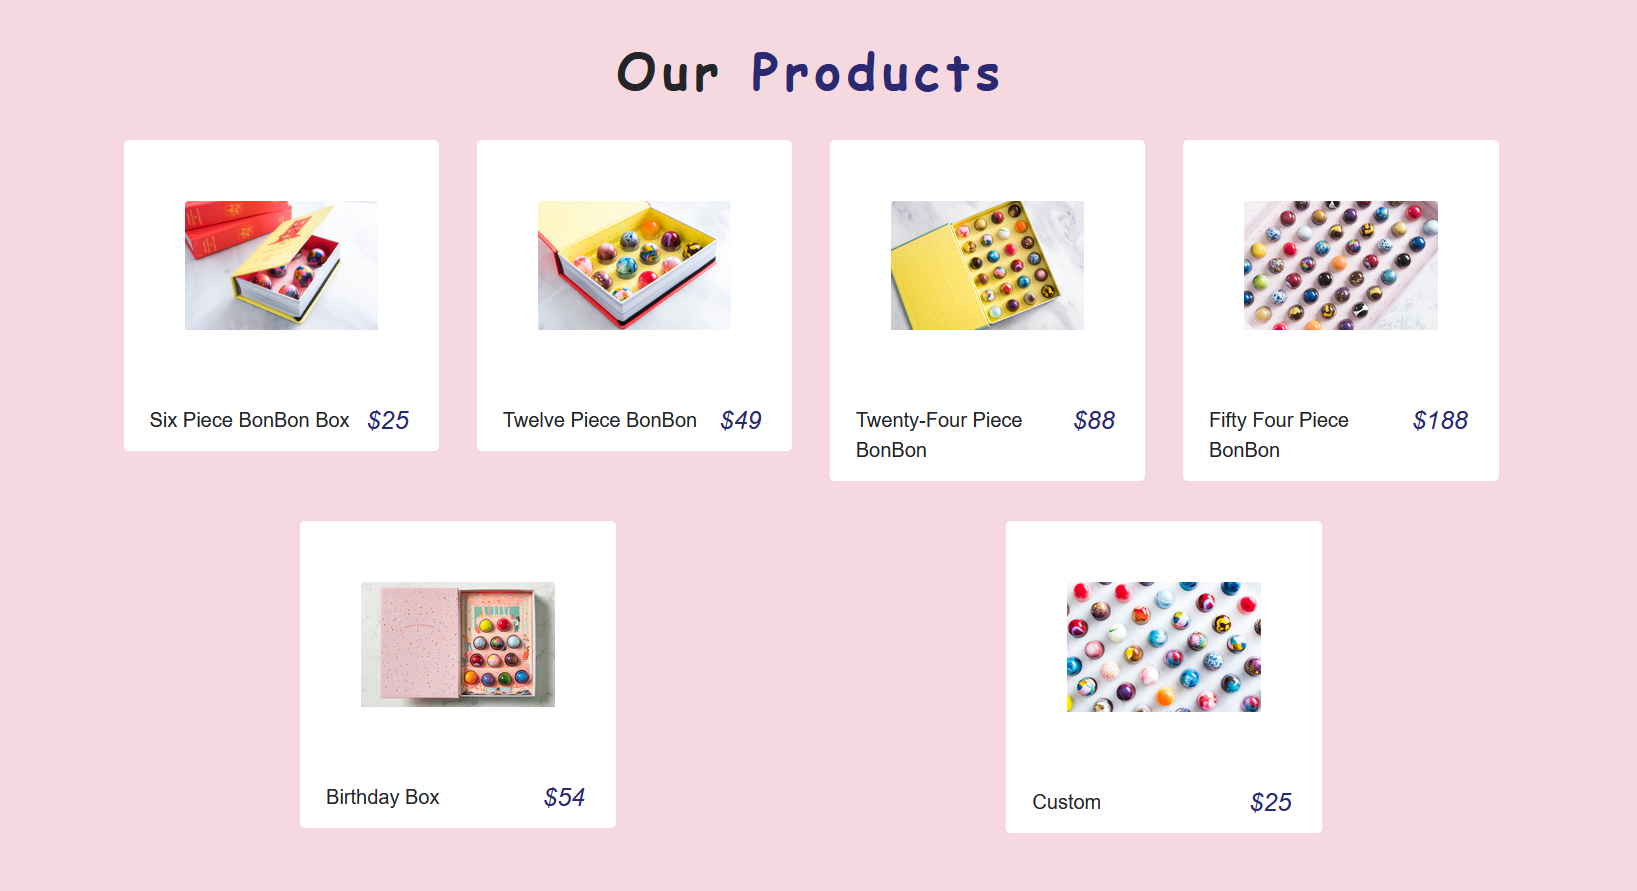 Our Products
Six Piece BonBon Box $25
Twelve Piece BonBon $49
Twenty-Four Piece $88
BonBon
Fifty Four Piece $188
BonBon
Birthday Box $54
Custom $25